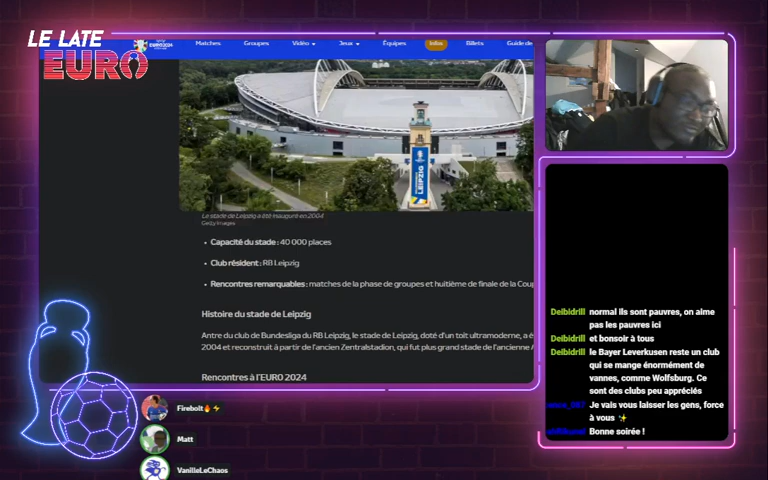 LE LATE
EURO
EURO2024
Matches
Groupes
Vidéo
Jeux
Équipes
Infos
Billets
Guide de
LEIPZIG
Le stade de Leipzig a été inauguré en 2004
Getty Images
• Capacité du stade : 40 000 places
• Club résident : RB Leipzig
• Rencontres remarquables : matches de la phase de groupes et huitième de finale de la Coup
Histoire du stade de Leipzig
Antre du club de Bundesliga du RB Leipzig, le stade de Leipzig, doté d'un toit ultramoderne, a é
2004 et reconstruit à partir de l'ancien Zentralstadion, qui fut plus grand stade de l'ancienne
Rencontres à l'EURO 2024
Deibidrill normal ils sont pauvres, on aime
pas les pauvres ici
Deibidrill et bonsoir à tous
Deibidrill le Bayer Leverkusen reste un club
qui se mange énormément de
vannes, comme Wolfsburg. Ce
sont des clubs peu appréciés
Je vais vous laisser les gens, force
à vous ✨
Bonne soirée !
Firebolt🔥⚡
Matt
VanilleLeChaos